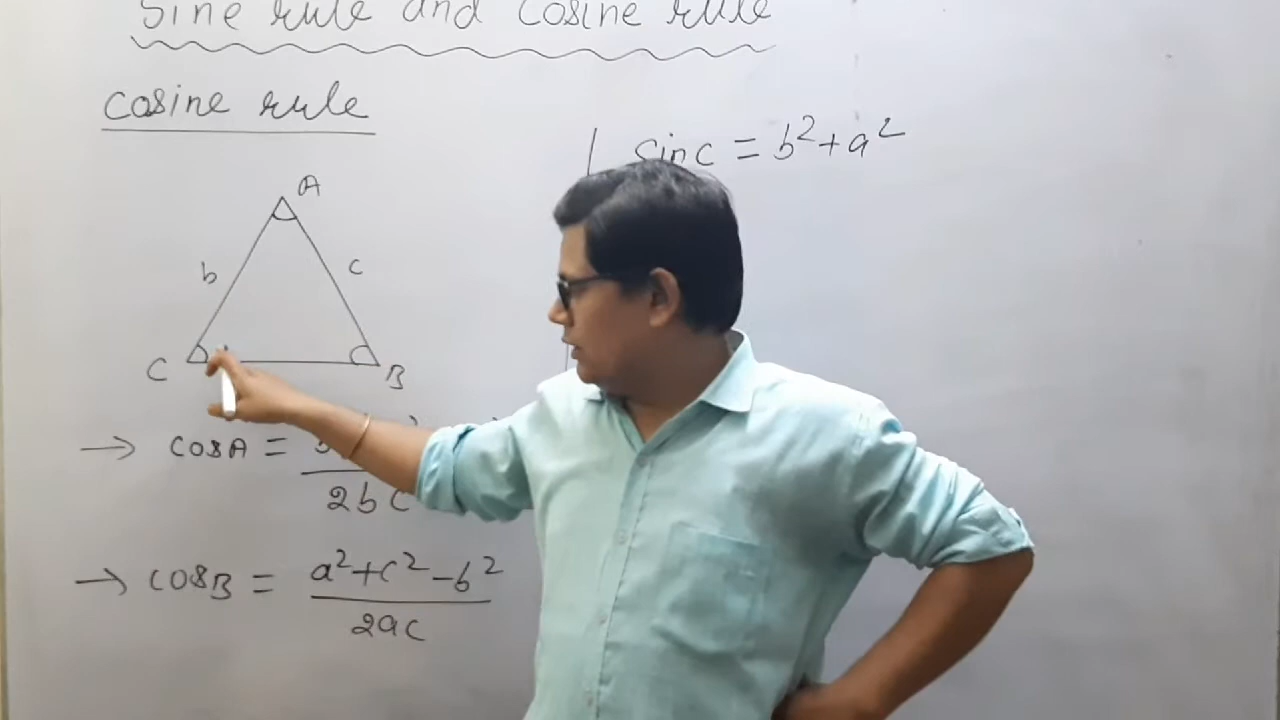 Sine rule and Cosine rule
cosine rule
sinc = b²+a²
A
b
c
C
B
→ cosA =
2bc
→ cosB = a²+c²-b²
2ac